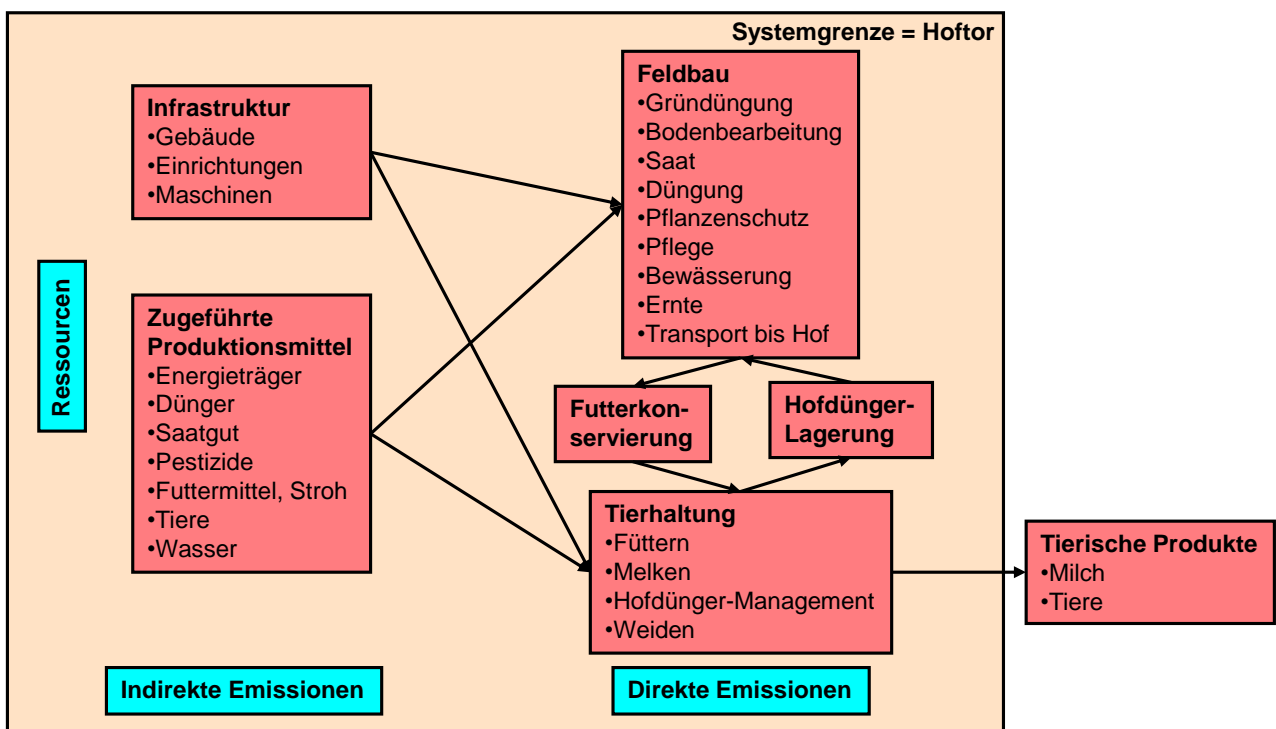 Systemgrenze = Hoftor
Infrastruktur
•Gebäude
•Einrichtungen
•Maschinen
Ressourcen
Zugeführte
Produktionsmittel
•Energieträger
•Dünger
•Saatgut
•Pestizide
•Futtermittel, Stroh
•Tiere
•Wasser
Feldbau
•Gründüngung
•Bodenbearbeitung
•Saat
•Düngung
•Pflanzenschutz
•Pflege
•Bewässerung
•Ernte
•Transport bis Hof
Futterkon-
servierung
Hofdünger-
Lagerung
Tierhaltung
•Füttern
•Melken
•Hofdünger-Management
•Weiden
Tierische Produkte
•Milch
•Tiere
Indirekte Emissionen
Direkte Emissionen